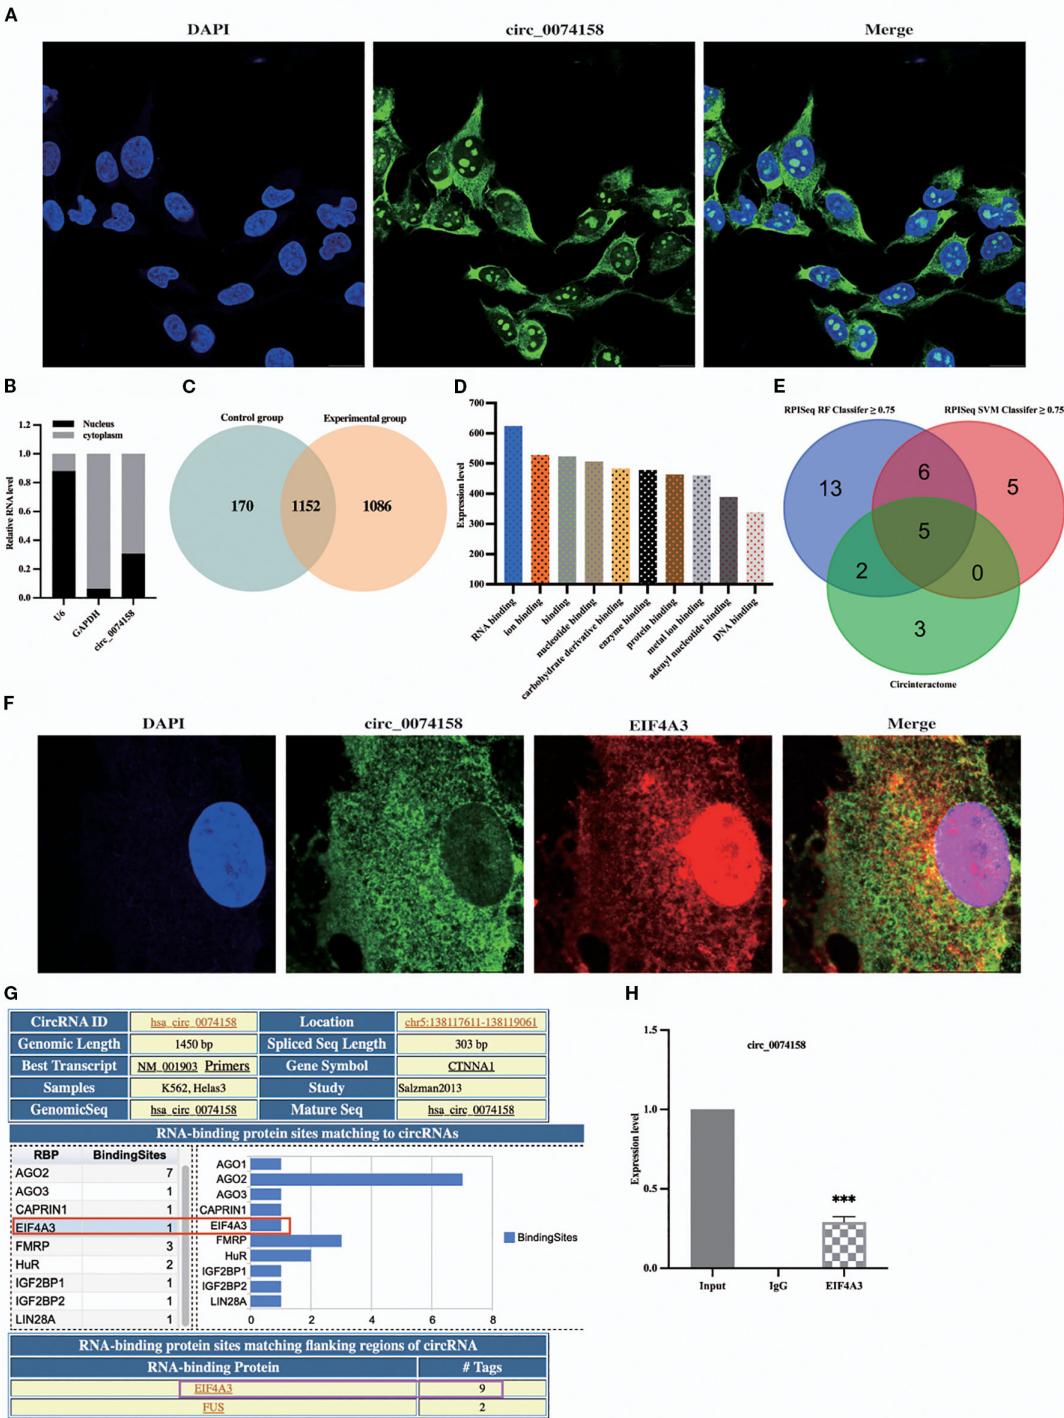 A
DAPI
circ_0074158
Merge
B
Relative RNA level
1.2
1.0
0.8
0.6
0.4
0.2
0.0
Nucleus
cytoplasm
U6
GAPDH
circ_0074158
C
Control group
Experimental group
170
1152
1086
D
Expression level
700
600
500
400
300
200
100
RNA binding
ion binding
binding
nucleotide binding
carbohydrate derivative binding
enzyme binding
protein binding
metal ion binding
adenyl nucleotide binding
DNA binding
E
RPISeq RF Classifer ≥ 0.75
RPISeq SVM Classifer ≥ 0.75
13
6
5
5
2
0
3
Circinteractome
F
DAPI
circ_0074158
EIF4A3
Merge
G
CircRNA ID hsa_circ_0074158 Location chr5:138117611-138119061
Genomic Length 1450 bp Spliced Seq Length 303 bp
Best Transcript NM_001903 Primers Gene Symbol CTNNA1
Samples K562, Helas3 Study Salzman2013
GenomicSeq hsa_circ_0074158 Mature Seq hsa_circ_0074158
RNA-binding protein sites matching to circRNAs
RBP BindingSites
AGO2 7
AGO3 1
CAPRIN1 1
EIF4A3 1
FMRP 3
HuR 2
IGF2BP1 1
IGF2BP2 1
LIN28A 1
AGO1
AGO2
AGO3
CAPRIN1
EIF4A3
FMRP
HuR
IGF2BP1
IGF2BP2
LIN28A
0 2 4 6 8
BindingSites
RNA-binding protein sites matching flanking regions of circRNA
RNA-binding Protein # Tags
EIF4A3 9
FUS 2
H
circ_0074158
Expression level
1.5
1.0
0.5
0.0
***
Input
IgG
EIF4A3